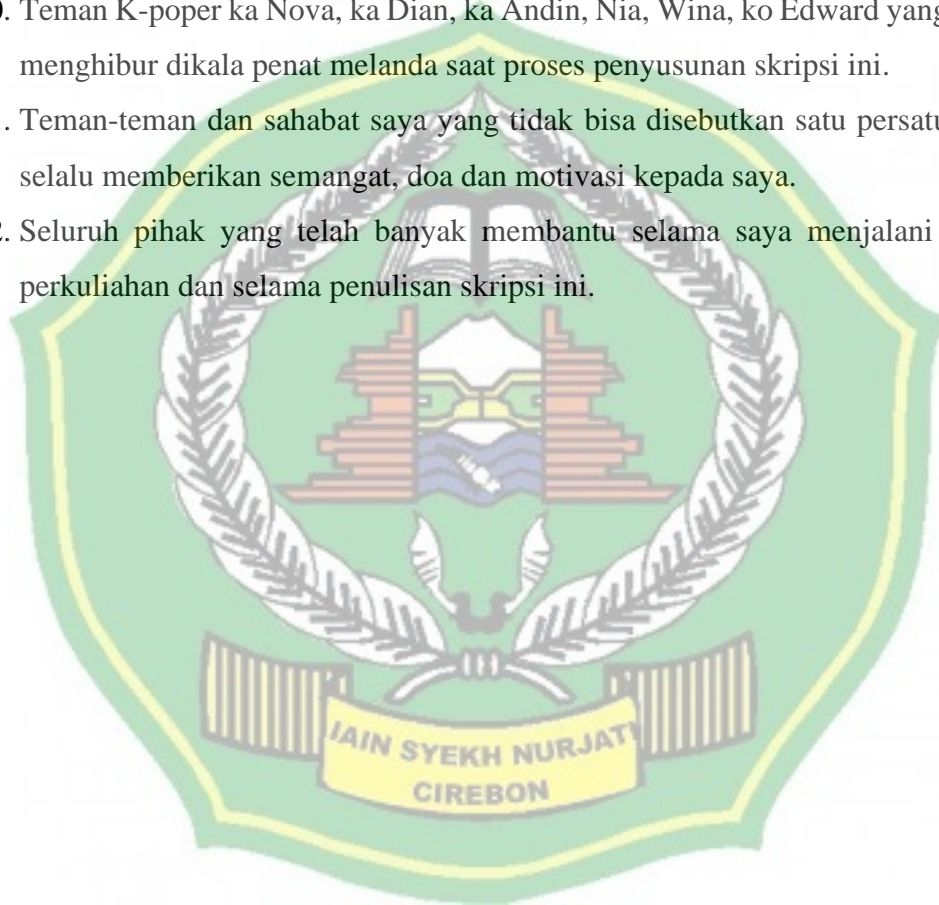 . Teman K-poper ka Nova, ka Dian, ka Andin, Nia, Wina, ko Edward yang
menghibur dikala penat melanda saat proses penyusunan skripsi ini.
. Teman-teman dan sahabat saya yang tidak bisa disebutkan satu persatu
selalu memberikan semangat, doa dan motivasi kepada saya.
. Seluruh pihak yang telah banyak membantu selama saya menjalani
perkuliahan dan selama penulisan skripsi ini.
IAIN SYEKH NURJATI
CIREBON